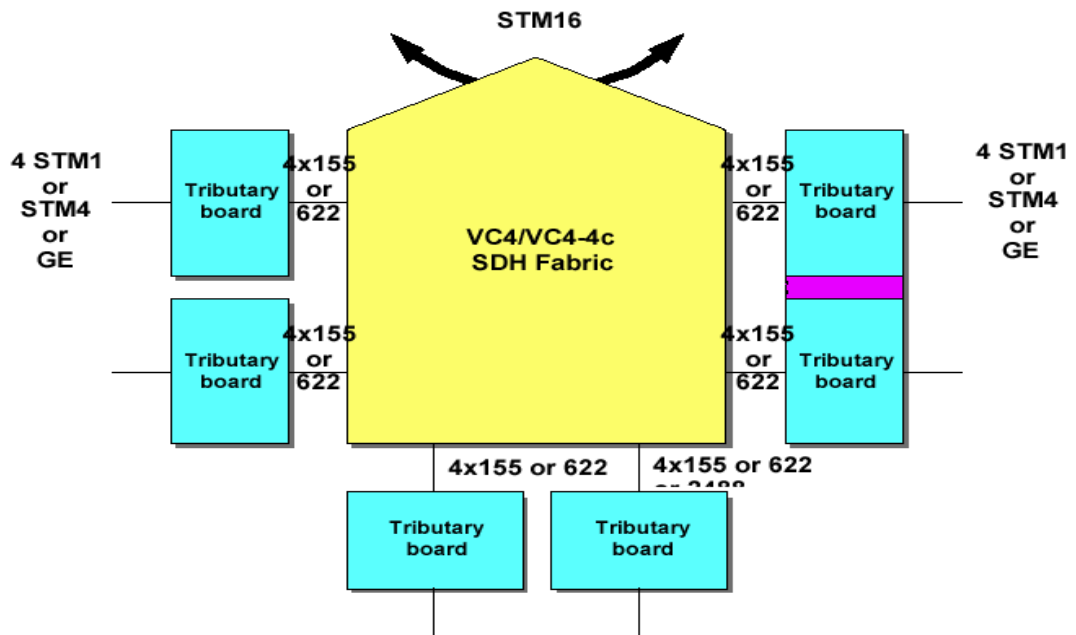 STM16
4 STM1
or
STM4
or
GE
Tributary
board
4x155
or
622
VC4/VC4-4c
SDH Fabric
4x155
or
622
Tributary
board
4 STM1
or
STM4
or
GE
Tributary
board
4x155
or
622
4x155
or
622
Tributary
board
4x155 or 622
4x155 or 622
or 2488
Tributary
board
Tributary
board